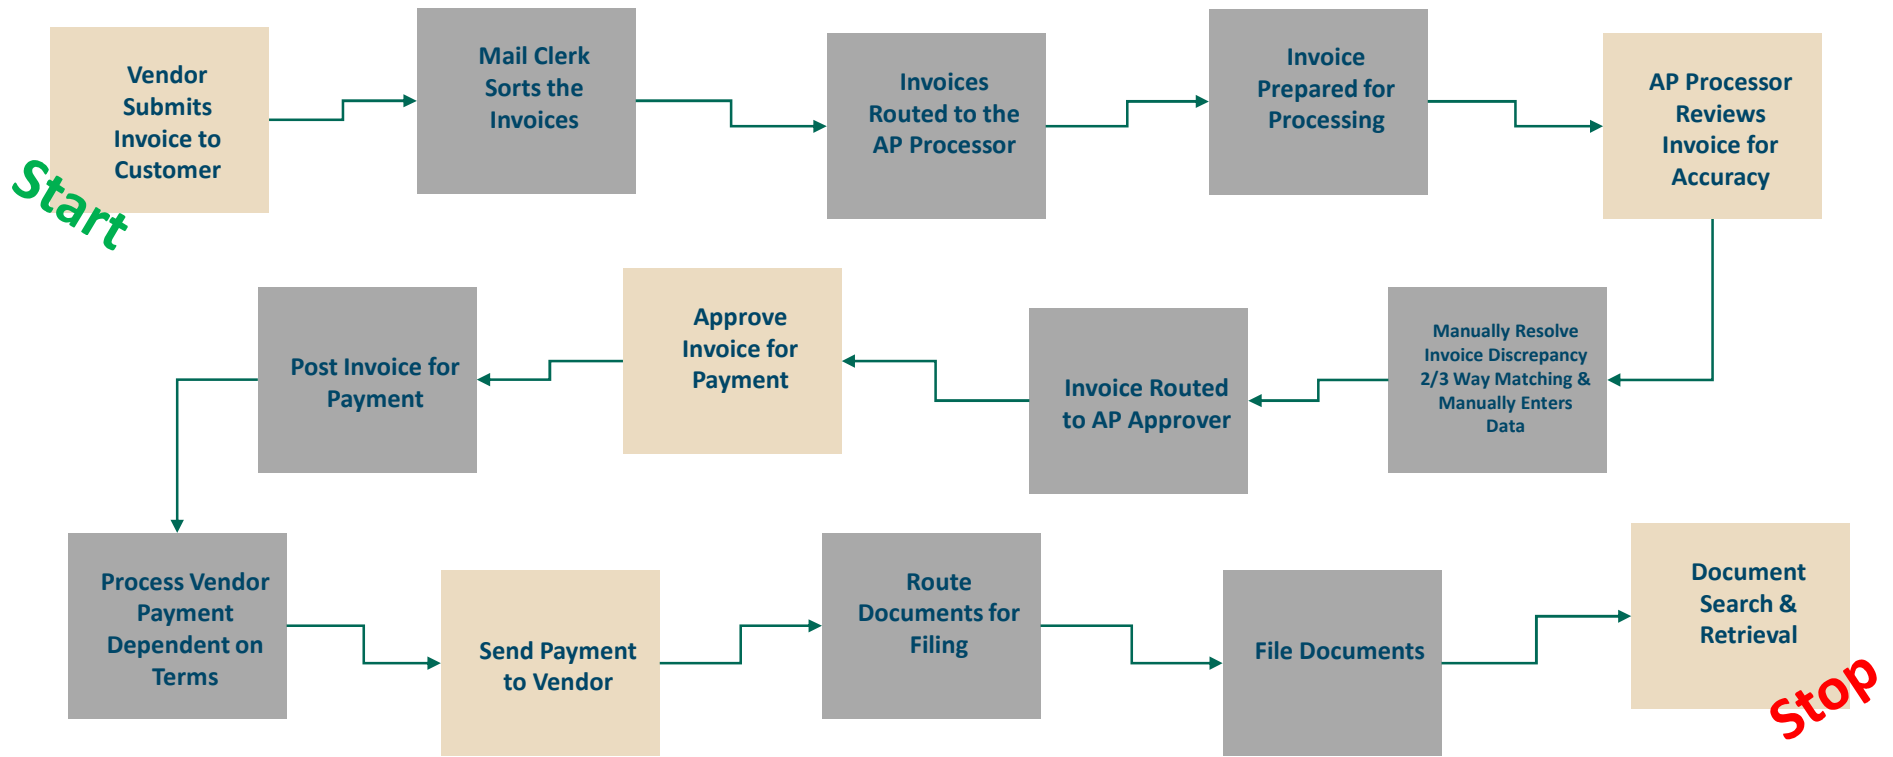 Vendor
Submits
Invoice to
Customer
Start
Mail Clerk
Sorts the
Invoices
Invoices
Routed to the
AP Processor
Invoice
Prepared for
Processing
AP Processor
Reviews
Invoice for
Accuracy
Manually Resolve
Invoice Discrepancy
2/3 Way Matching &
Manually Enters
Data
Invoice Routed
to AP Approver
Approve
Invoice for
Payment
Post Invoice for
Payment
Process Vendor
Payment
Dependent on
Terms
Send Payment
to Vendor
Route
Documents for
Filing
File Documents
Document
Search &
Retrieval
Stop